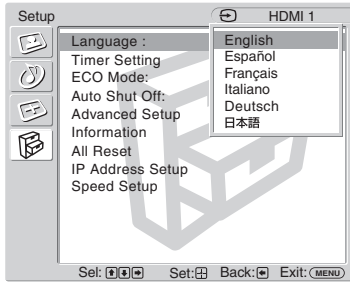 Setup
HDMI 1
Language :
Timer Setting
ECO Mode:
Auto Shut Off:
Advanced Setup
Information
All Reset
IP Address Setup
Speed Setup
English
Español
Français
Italiano
Deutsch
日本語
Sel: Set: Back: Exit: MENU